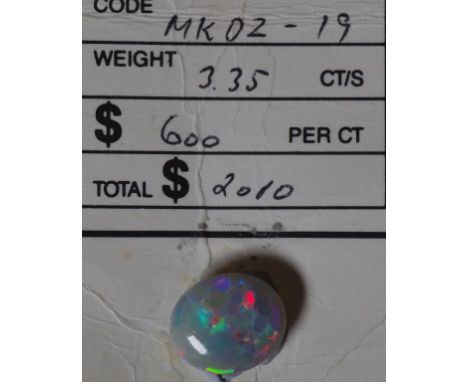 CODE MK02-19
WEIGHT 3.35 CT/S
$ 600 PER CT
TOTAL $ 2010